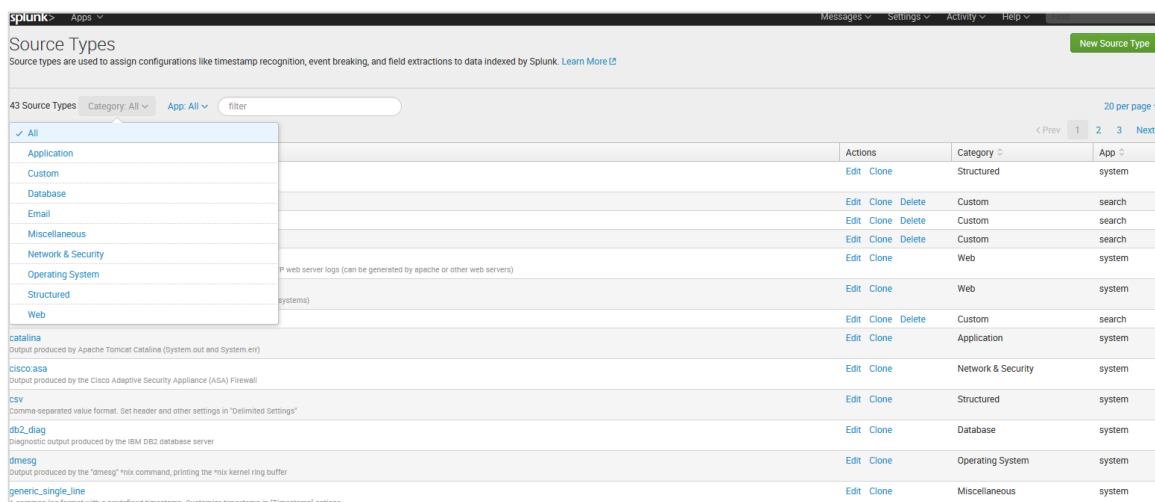 splunk> Apps Messages Settings Activity Help Find
Source Types New Source Type
Source types are used to assign configurations like timestamp recognition, event breaking, and field extractions to data indexed by Splunk. Learn More
43 Source Types Category: All App: All filter 20 per page
< Prev 1 2 3 Next
✓ All
Application
Custom
Database
Email
Miscellaneous
Network & Security
Operating System
Structured
Web
Actions Category App
Edit Clone Structured system
Edit Clone Delete Custom search
Edit Clone Delete Custom search
Edit Clone Delete Custom search
Edit Clone Web system
P web server logs (can be generated by apache or other web servers)
Edit Clone Web system
systems)
Edit Clone Delete Custom search
catalina Edit Clone Application system
Output produced by Apache Tomcat Catalina (System.out and System.err)
cisco:asa Edit Clone Network & Security system
Output produced by the Cisco Adaptive Security Appliance (ASA) Firewall
csv Edit Clone Structured system
Comma-separated value format. Set header and other settings in "Delimited Settings"
db2_diag Edit Clone Database system
Diagnostic output produced by the IBM DB2 database server
dmesg Edit Clone Operating System system
Output produced by the "dmesg" *nix command, printing the *nix kernel ring buffer
generic_single_line Edit Clone Miscellaneous system